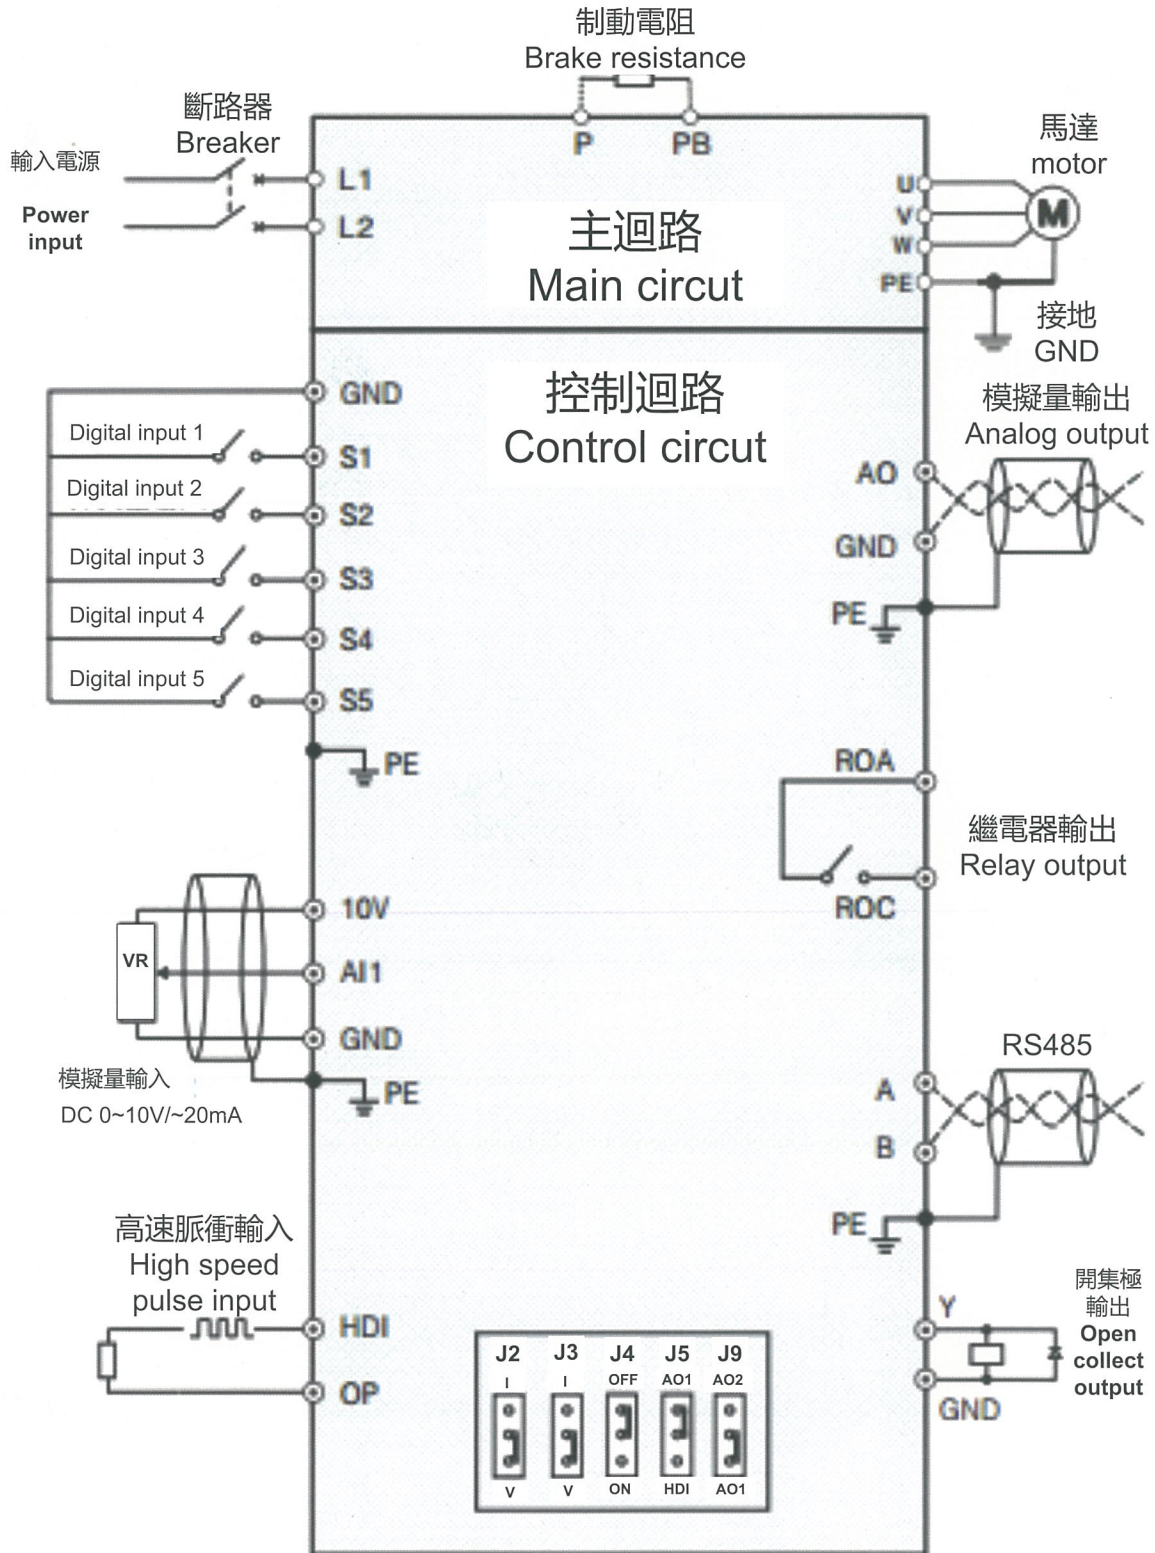 制動電阻
Brake resistance
斷路器
Breaker
輸入電源
Power
input
L1
L2
P
PB
主迴路
Main circut
U
V
W
PE
馬達
motor
M
接地
GND
控制迴路
Control circut
GND
Digital input 1
S1
Digital input 2
S2
Digital input 3
S3
Digital input 4
S4
Digital input 5
S5
PE
模擬量輸出
Analog output
AO
GND
PE
ROA
ROC
繼電器輸出
Relay output
10V
VR
AI1
GND
PE
模擬量輸入
DC 0~10V/~20mA
RS485
A
B
PE
高速脈衝輸入
High speed
pulse input
HDI
OP
Y
GND
開集極
輸出
Open
collect
output
J2 J3 J4 J5 J9
I I OFF AO1 AO2
V V ON HDI AO1